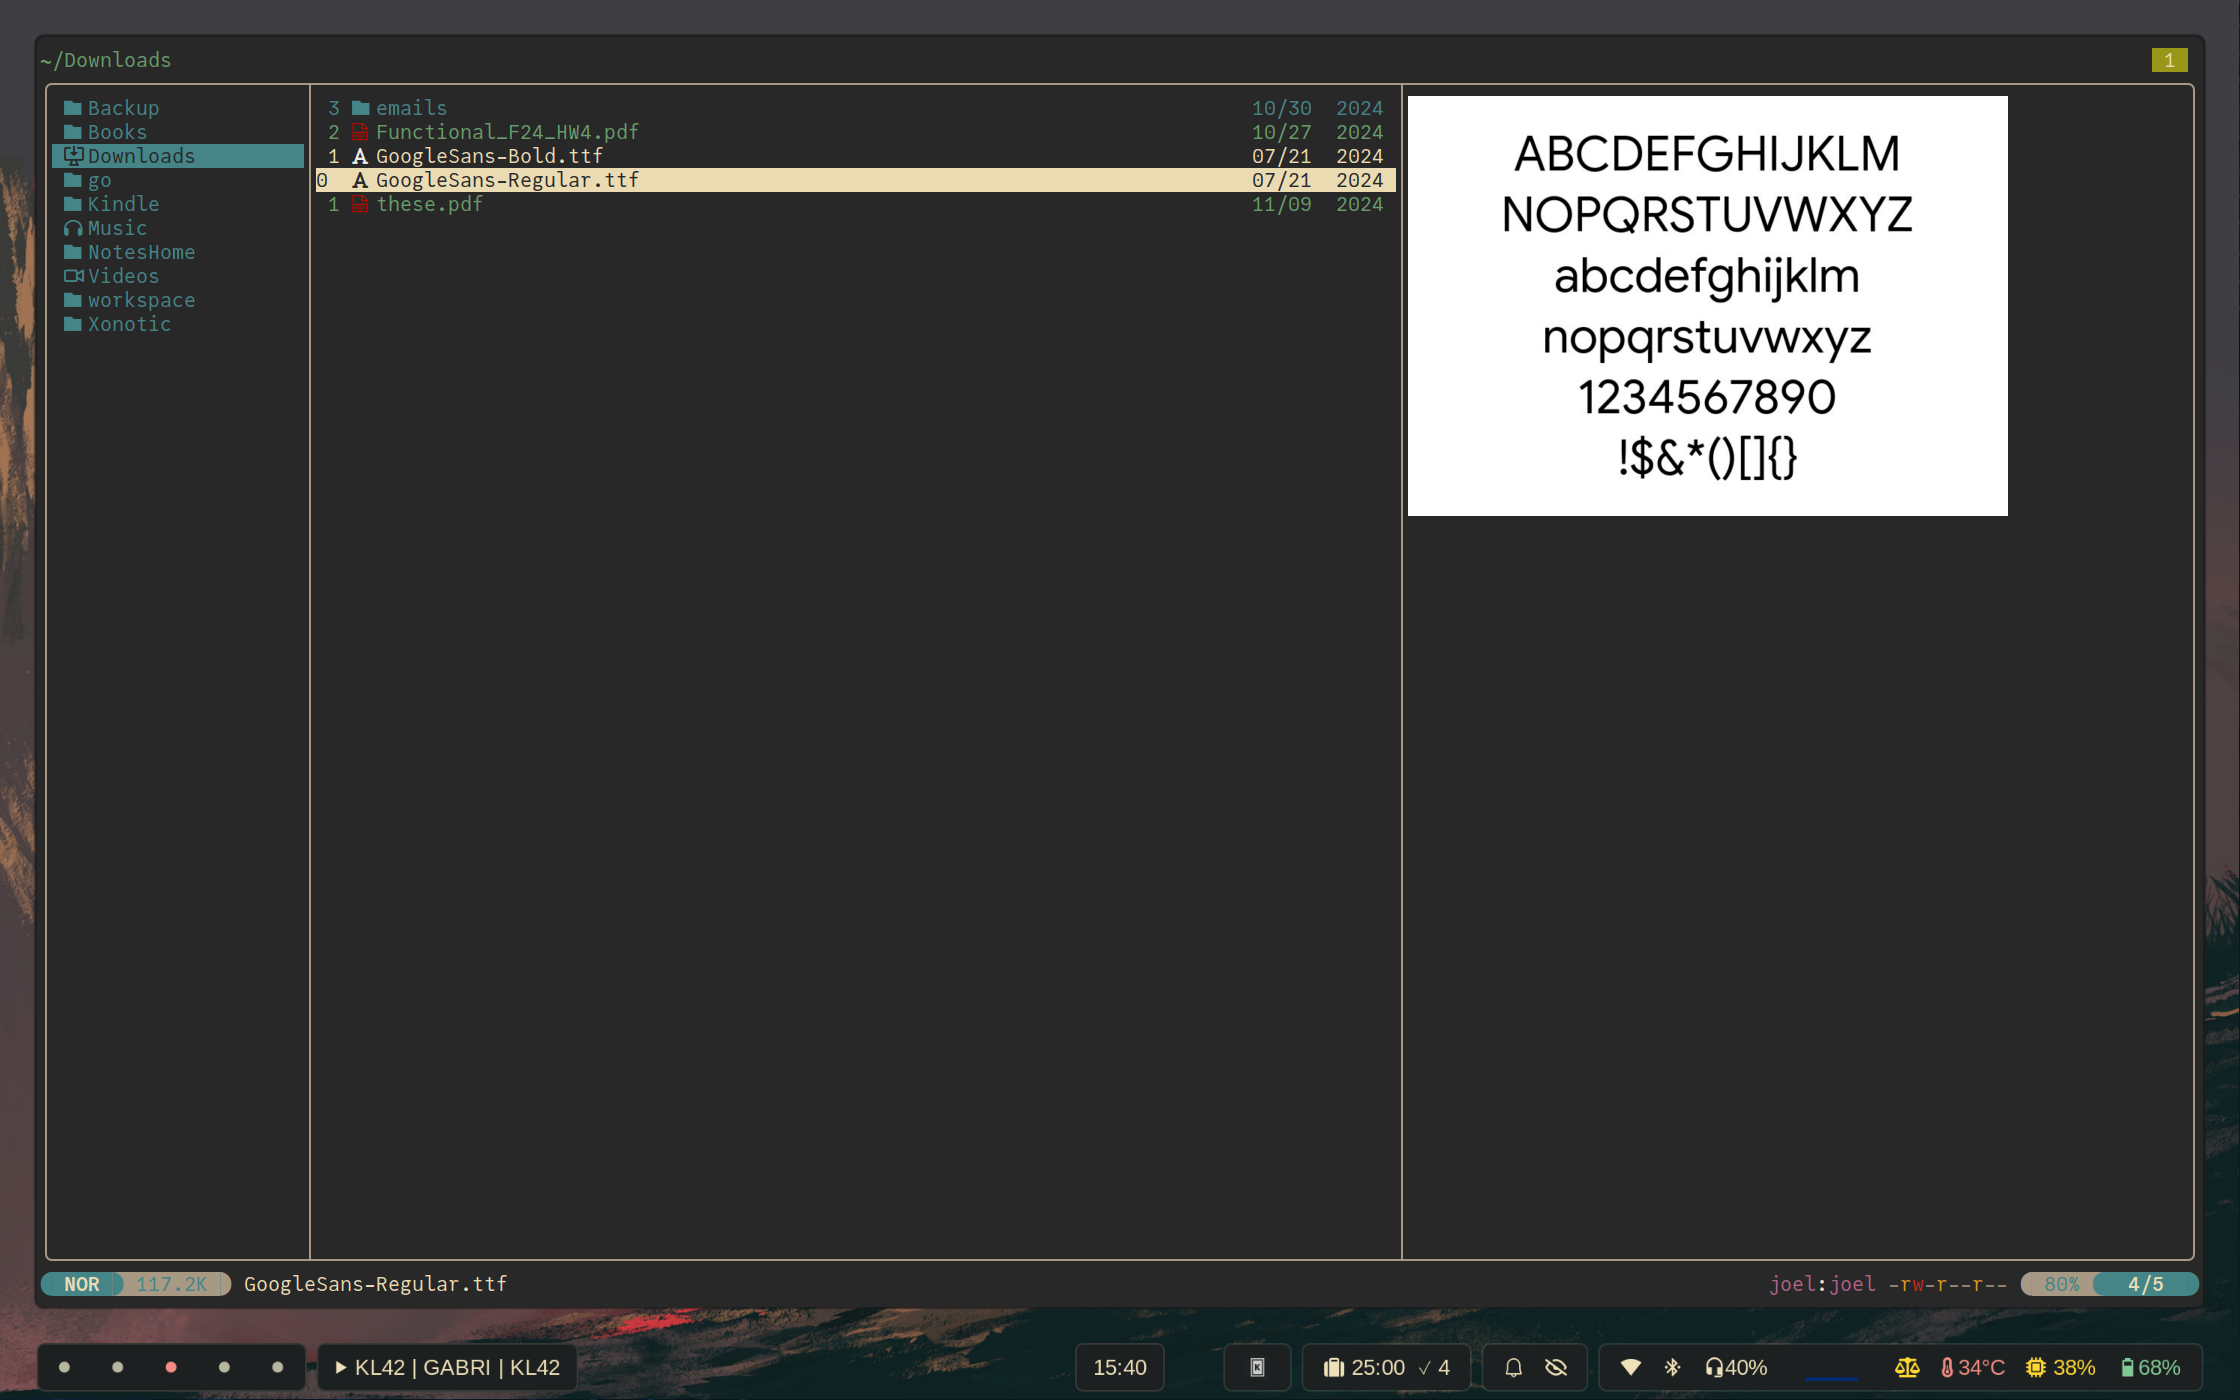 ~/Downloads
1
Backup
Books
Downloads
go
Kindle
Music
NotesHome
Videos
workspace
Xonotic
3 emails 10/30 2024
2 Functional_F24_HW4.pdf 10/27 2024
1 A GoogleSans-Bold.ttf 07/21 2024
0 A GoogleSans-Regular.ttf 07/21 2024
1 these.pdf 11/09 2024
ABCDEFGHIJKLM
NOPQRSTUVWXYZ
abcdefghijklm
nopqrstuvwxyz
1234567890
!$&*()[]{}
NOR 117.2K GoogleSans-Regular.ttf joel:joel -rw-r--r-- 80% 4/5
KL42 | GABRI | KL42 15:40 25:00 ✓ 4 40% 34°C 38% 68%